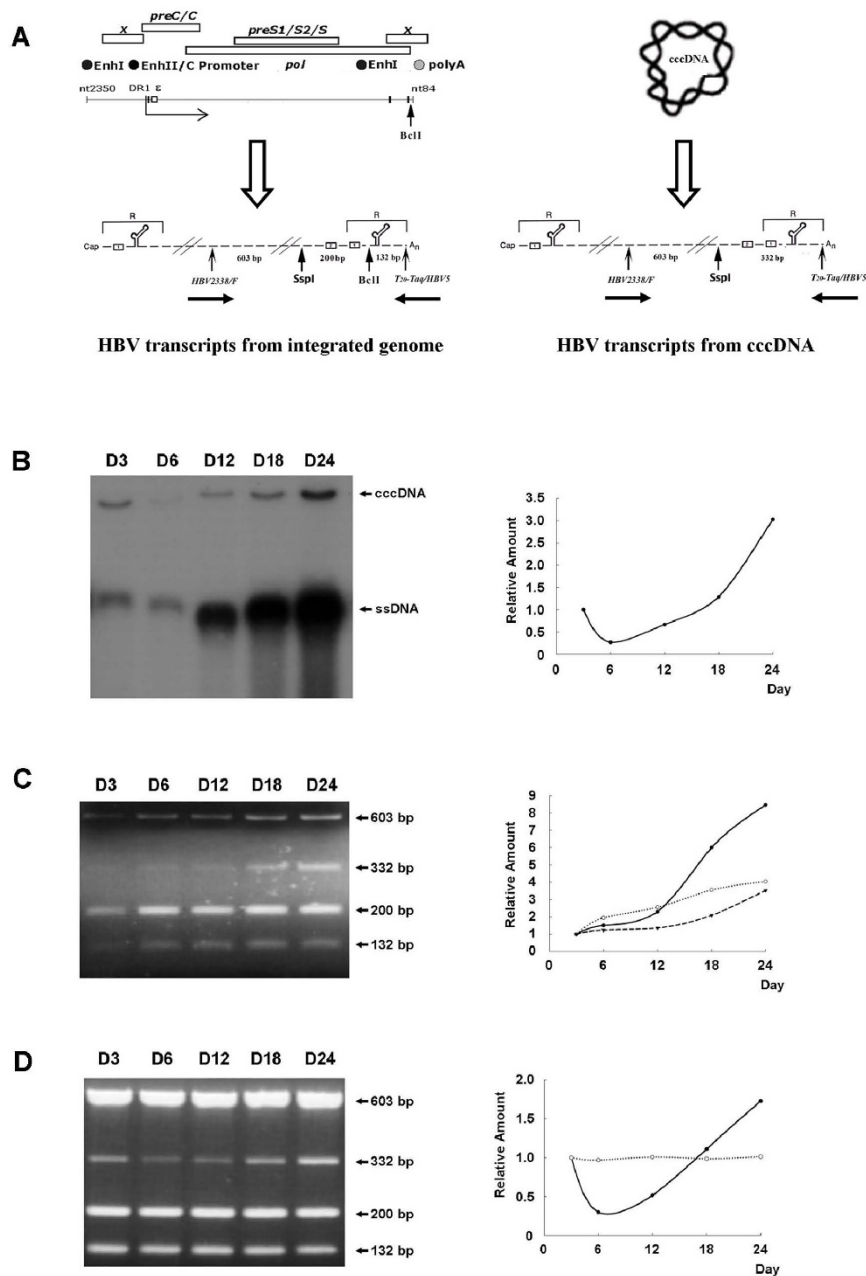 A
preC/C
X
preS1/S2/S
X
EnhI EnhII/C Promoter pol EnhI polyA
nt2350 DR1 ε nt84
BclI
cccDNA
R R
Cap An
603 bp 200bp 132 bp
HBV2338/F SspI BclI T20-Taq/HBV5
HBV transcripts from integrated genome
R R
Cap An
603 bp 332 bp
HBV2338/F SspI T20-Taq/HBV5
HBV transcripts from cccDNA
B
D3 D6 D12 D18 D24
cccDNA
ssDNA
Relative Amount
3.5
3.0
2.5
2.0
1.5
1.0
0.5
0
0 6 12 18 24
Day
C
D3 D6 D12 D18 D24
603 bp
332 bp
200 bp
132 bp
Relative Amount
9
8
7
6
5
4
3
2
1
0
0 6 12 18 24
Day
D
D3 D6 D12 D18 D24
603 bp
332 bp
200 bp
132 bp
Relative Amount
2.0
1.5
1.0
0.5
0
0 6 12 18 24
Day